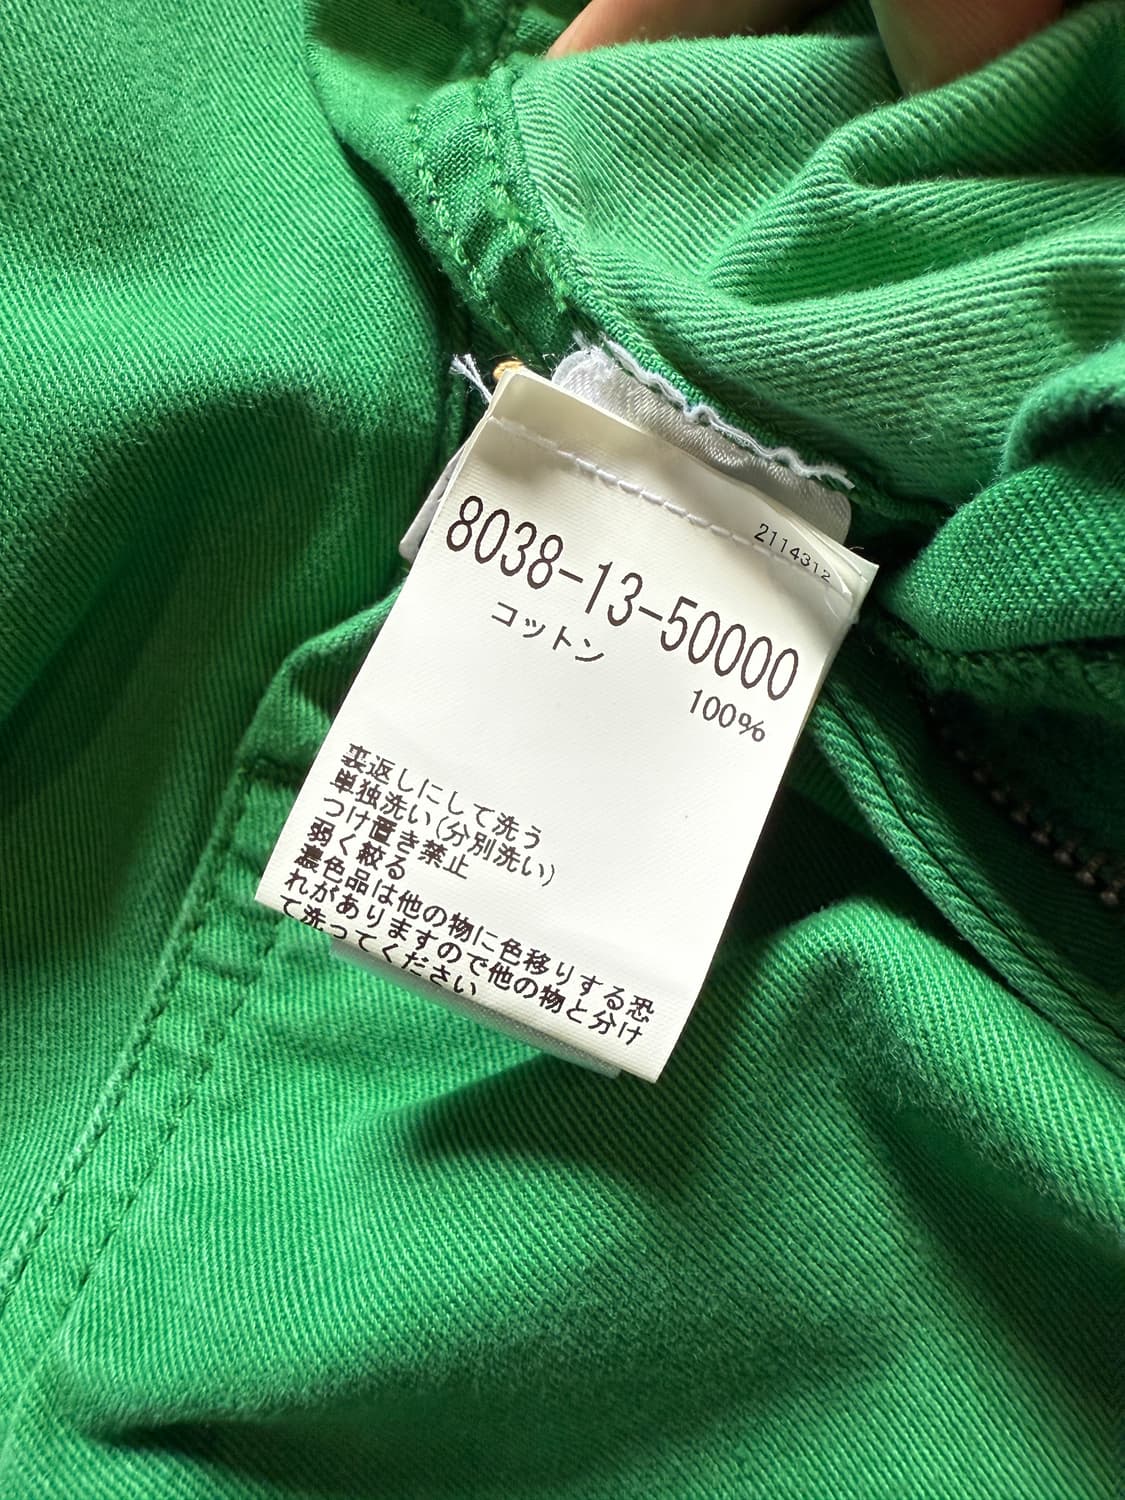 2114312
8038-13-50000
コットン
100%
裏返しにして洗う
単独洗い(分別洗い)
つけ置き禁止
弱く絞る
濃色品は他の物に色移りする恐
れがありますので他の物と分け
て洗ってください